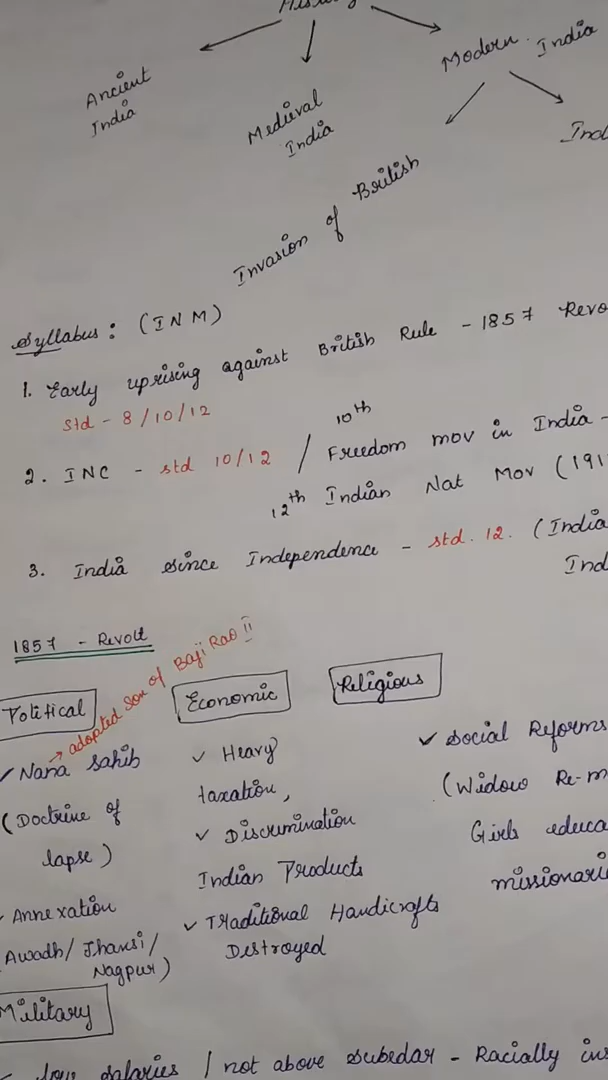 Ancient India
Medieval India
Modern India
Invasion of British
Syllabus : (INM)
1. Early uprising against British Rule - 1857
Std - 8/10/12
2. INC - std 10/12 / 10th Freedom mov in India -
12th Indian Nat Mov (191
3. India since Independence - std. 12. (India
1857 - Revolt
adopted son of Baji Rao II
Political
Economic
Religious
✓ Nana Sahib
(Doctrine of
lapse)
Annexation
(Awadh/ Jhansi/
Nagpur)
✓ Heavy
taxation,
✓ Discrimination
Indian Products
✓ Traditional Handicrafts
Destroyed
✓ Social Reforms
(Widow Re-m
Girls educa
missionari
Military
salaries / not above subedar - Racially